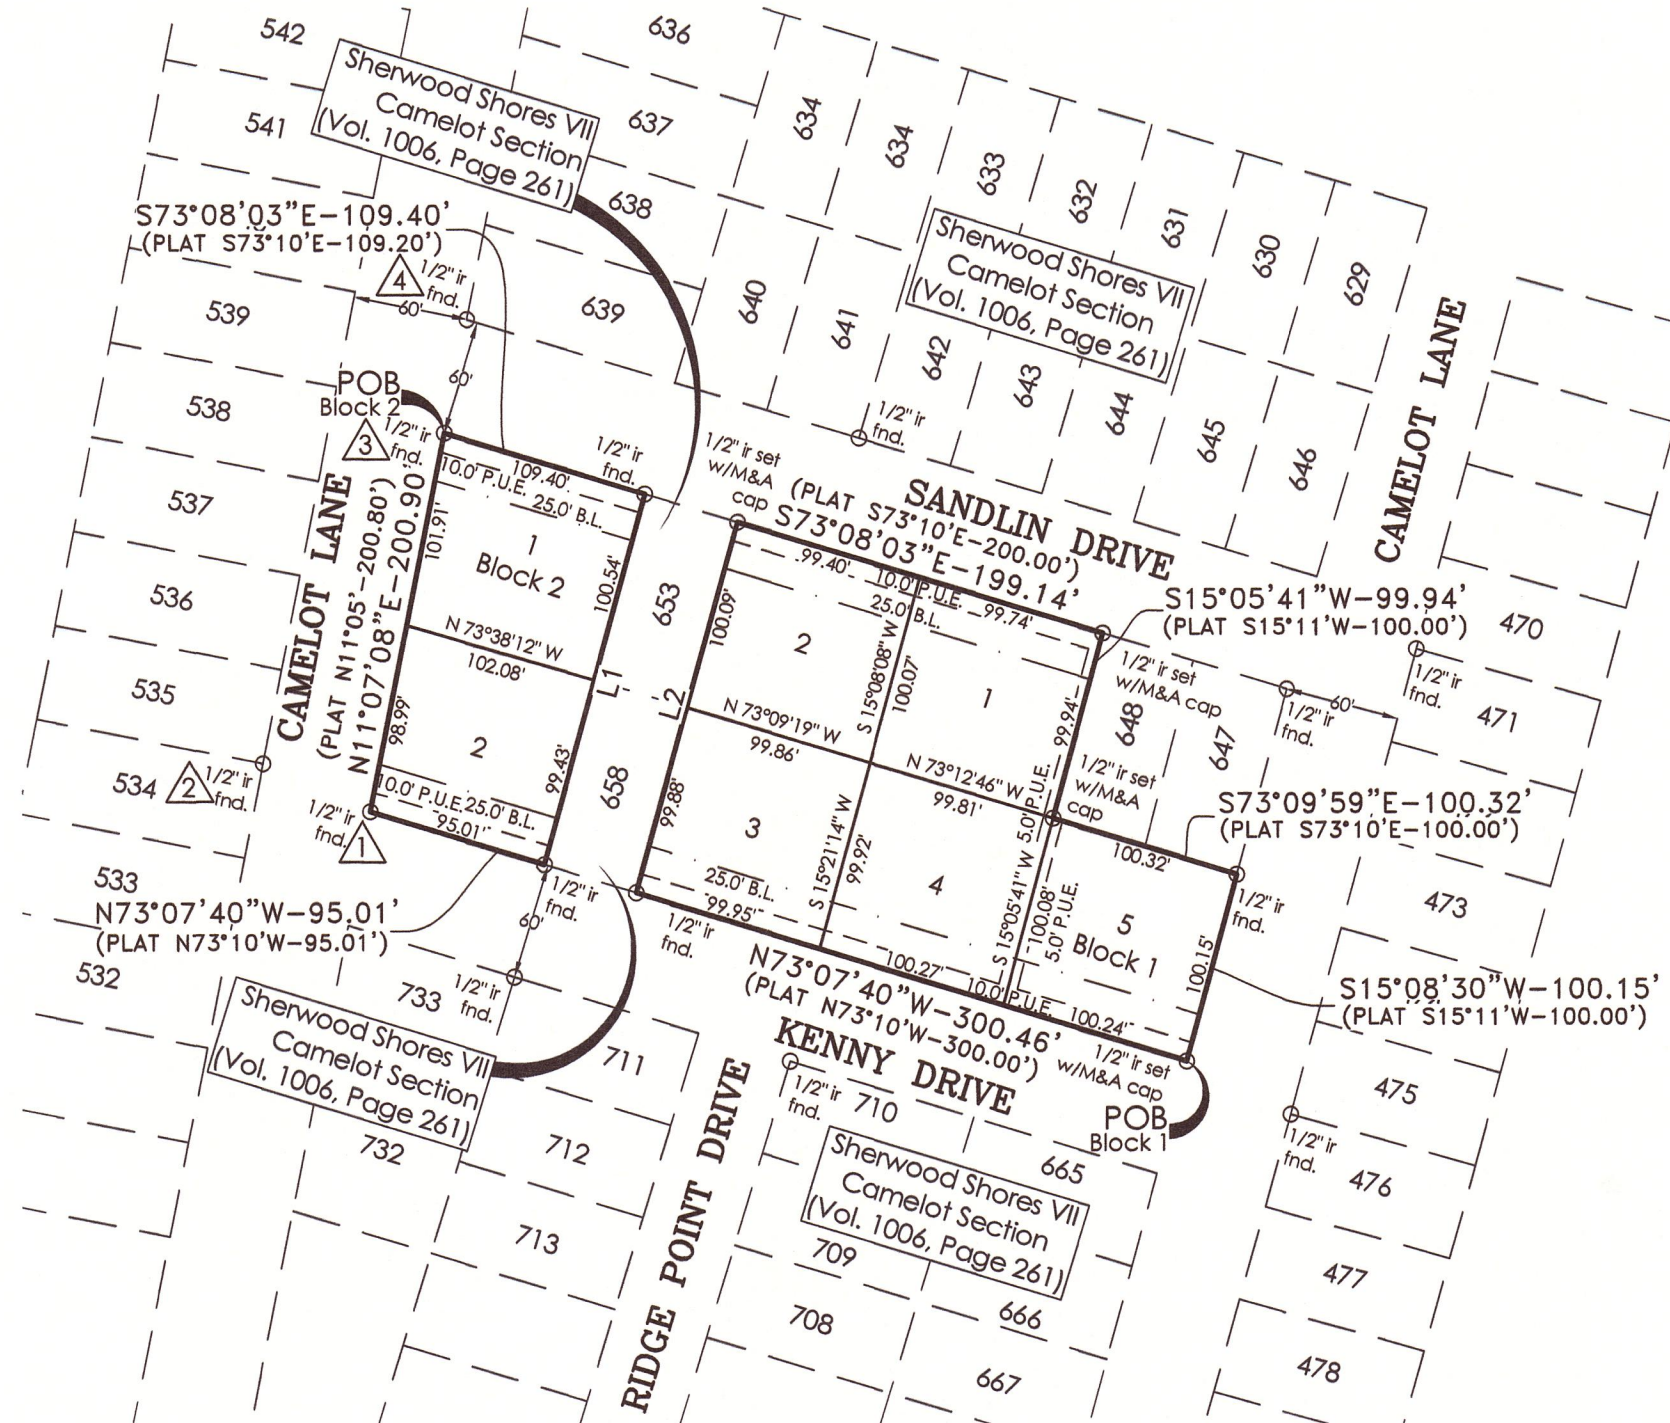 542
636
Sherwood Shores VII
Camelot Section
(Vol. 1006, Page 261)
541
637
634
634
633
632
631
630
629
638
S73°08'03"E-109.40'
(PLAT S73°10'E-109.20')
4
1/2" ir
fnd.
60'
60'
539
639
640
641
642
643
644
645
646
Sherwood Shores VII
Camelot Section
(Vol. 1006, Page 261)
CAMELOT LANE
POB
Block 2
538
3
1/2" ir
fnd.
1/2" ir
fnd.
1/2" ir set
w/M&A
cap
1/2" ir
fnd.
SANDLIN DRIVE
(PLAT S73°10'E-200.00')
S73°08'03"E-199.14'
109.40'
10.0' P.U.E.
25.0' B.L.
101.91'
100.54'
1
Block 2
N 73°38'12" W
102.08'
98.99'
99.43'
2
10.0' P.U.E.
25.0' B.L.
95.01'
CAMELOT LANE
(PLAT N11°05'-200.80')
N11°07'08"E-200.90'
537
536
535
534
2
1/2" ir
fnd.
1/2" ir
fnd.
1
533
532
N73°07'40"W-95.01'
(PLAT N73°10'W-95.01')
653
L1
L2
658
99.40'
10.0' P.U.E.
25.0' B.L.
99.74'
100.09'
2
S 15°08'08" W
100.07'
1
99.94'
N 73°09'19" W
99.86'
N 73°12'46" W
99.81'
99.88'
3
S 15°21'14" W
99.92'
4
5.0' P.U.E.
S 15°05'41" W
100.08'
5.0' P.U.E.
25.0' B.L.
99.95'
100.27'
10.0' P.U.E.
100.24'
5
Block 1
100.32'
100.15'
S15°05'41"W-99.94'
(PLAT S15°11'W-100.00')
1/2" ir set
w/M&A cap
648
647
1/2" ir set
w/M&A
cap
1/2" ir
fnd.
60'
1/2" ir
fnd.
470
471
S73°09'59"E-100.32'
(PLAT S73°10'E-100.00')
1/2" ir
fnd.
473
S15°08'30"W-100.15'
(PLAT S15°11'W-100.00')
1/2" ir
fnd.
60'
1/2" ir
fnd.
1/2" ir
fnd.
733
N73°07'40"W-300.46'
(PLAT N73°10'W-300.00')
KENNY DRIVE
1/2" ir set
w/M&A cap
POB
Block 1
Sherwood Shores VII
Camelot Section
(Vol. 1006, Page 261)
711
1/2" ir
fnd.
710
475
1/2" ir
fnd.
476
732
712
RIDGE POINT DRIVE
665
Sherwood Shores VII
Camelot Section
(Vol. 1006, Page 261)
713
709
477
708
666
667
478